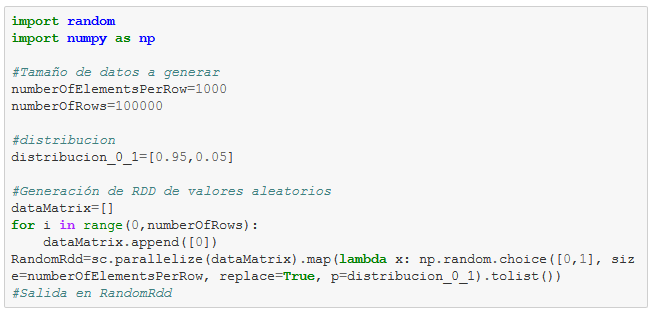 import random
import numpy as np
#Tamaño de datos a generar
numberOfElementsPerRow=1000
numberOfRows=100000
#distribucion
distribucion_0_1=[0.95,0.05]
#Generación de RDD de valores aleatorios
dataMatrix=[]
for i in range(0,numberOfRows):
    dataMatrix.append([0])
RandomRdd=sc.parallelize(dataMatrix).map(lambda x: np.random.choice([0,1], siz
e=numberOfElementsPerRow, replace=True, p=distribucion_0_1).tolist())
#Salida en RandomRdd